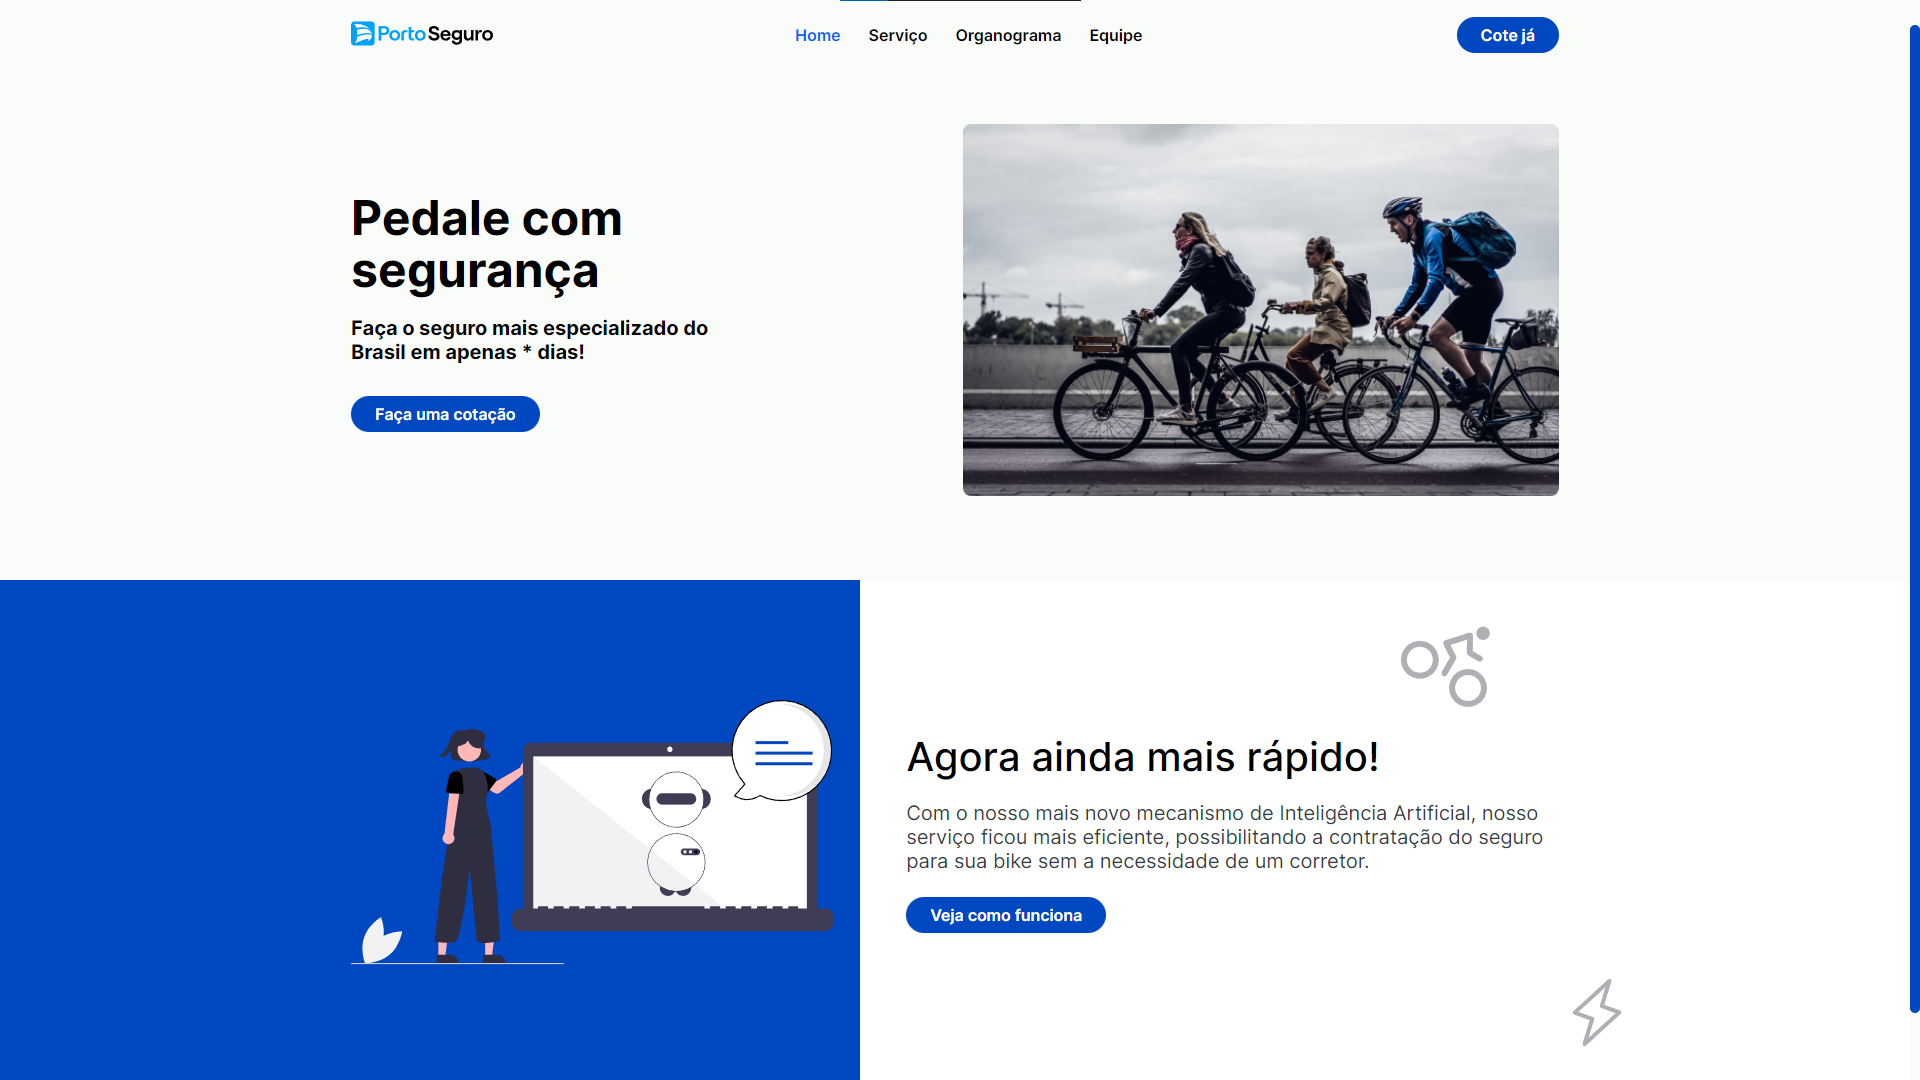 Porto Seguro
Home
Serviço
Organograma
Equipe
Cote já
Pedale com
segurança
Faça o seguro mais especializado do
Brasil em apenas * dias!
Faça uma cotação
Agora ainda mais rápido!
Com o nosso mais novo mecanismo de Inteligência Artificial, nosso
serviço ficou mais eficiente, possibilitando a contratação do seguro
para sua bike sem a necessidade de um corretor.
Veja como funciona